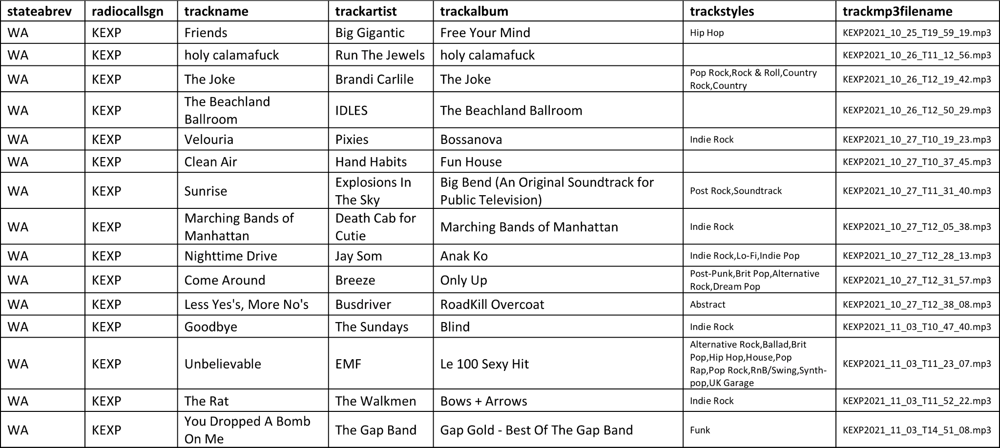 stateabrev radiocallsgn trackname trackartist trackalbum trackstyles trackmp3filename
WA KEXP Friends Big Gigantic Free Your Mind Hip Hop KEXP2021_10_25_T19_59_19.mp3
WA KEXP holy calamafuck Run The Jewels holy calamafuck KEXP2021_10_26_T11_12_56.mp3
WA KEXP The Joke Brandi Carlile The Joke Pop Rock,Rock & Roll,Country
Rock,Country KEXP2021_10_26_T12_19_42.mp3
WA KEXP The Beachland
Ballroom IDLES The Beachland Ballroom KEXP2021_10_26_T12_50_29.mp3
WA KEXP Velouria Pixies Bossanova Indie Rock KEXP2021_10_27_T10_19_23.mp3
WA KEXP Clean Air Hand Habits Fun House KEXP2021_10_27_T10_37_45.mp3
WA KEXP Sunrise Explosions In
The Sky Big Bend (An Original Soundtrack for
Public Television) Post Rock,Soundtrack KEXP2021_10_27_T11_31_40.mp3
WA KEXP Marching Bands of
Manhattan Death Cab for
Cutie Marching Bands of Manhattan Indie Rock KEXP2021_10_27_T12_05_38.mp3
WA KEXP Nighttime Drive Jay Som Anak Ko Indie Rock,Lo-Fi,Indie Pop KEXP2021_10_27_T12_28_13.mp3
WA KEXP Come Around Breeze Only Up Post-Punk,Brit Pop,Alternative
Rock,Dream Pop KEXP2021_10_27_T12_31_57.mp3
WA KEXP Less Yes's, More No's Busdriver RoadKill Overcoat Abstract KEXP2021_10_27_T12_38_08.mp3
WA KEXP Goodbye The Sundays Blind Indie Rock KEXP2021_11_03_T10_47_40.mp3
WA KEXP Unbelievable EMF Le 100 Sexy Hit Alternative Rock,Ballad,Brit
Pop,Hip Hop,House,Pop
Rap,Pop Rock,RnB/Swing,Synth-
pop,UK Garage KEXP2021_11_03_T11_23_07.mp3
WA KEXP The Rat The Walkmen Bows + Arrows Indie Rock KEXP2021_11_03_T11_52_22.mp3
WA KEXP You Dropped A Bomb
On Me The Gap Band Gap Gold - Best Of The Gap Band Funk KEXP2021_11_03_T14_51_08.mp3